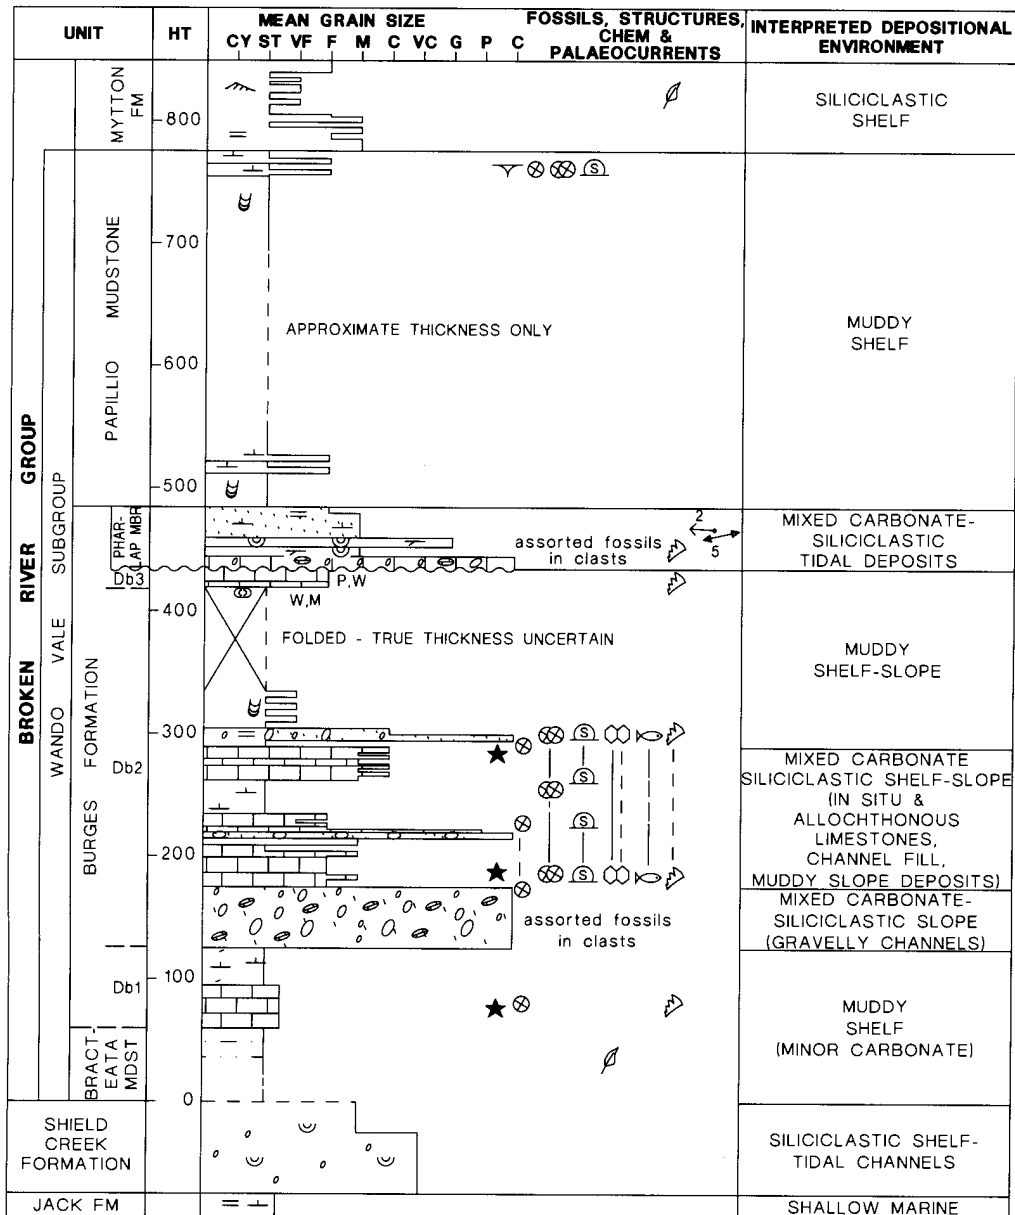 UNIT
HT
MEAN GRAIN SIZE
CY ST VF F M C VC G P C
FOSSILS, STRUCTURES,
CHEM &
PALAEOCURRENTS
INTERPRETED DEPOSITIONAL
ENVIRONMENT
MYTTON
FM
800
SILICICLASTIC
SHELF
BROKEN RIVER GROUP
WANDO VALE SUBGROUP
PAPILLIO MUDSTONE
S
700
APPROXIMATE THICKNESS ONLY
MUDDY
SHELF
600
500
PHAR-
LAP MBR
assorted fossils
in clasts
2
5
MIXED CARBONATE-
SILICICLASTIC
TIDAL DEPOSITS
BURGES FORMATION
Db3
P,W
W,M
400
FOLDED - TRUE THICKNESS UNCERTAIN
MUDDY
SHELF-SLOPE
300
S
Db2
S
S
200
S
MIXED CARBONATE
SILICICLASTIC SHELF-SLOPE
(IN SITU &
ALLOCHTHONOUS
LIMESTONES,
CHANNEL FILL,
MUDDY SLOPE DEPOSITS)
assorted fossils
in clasts
MIXED CARBONATE-
SILICICLASTIC SLOPE
(GRAVELLY CHANNELS)
Db1
100
MUDDY
SHELF
(MINOR CARBONATE)
BRACT-
EATA
MDST
0
SHIELD
CREEK
FORMATION
SILICICLASTIC SHELF-
TIDAL CHANNELS
JACK FM
SHALLOW MARINE